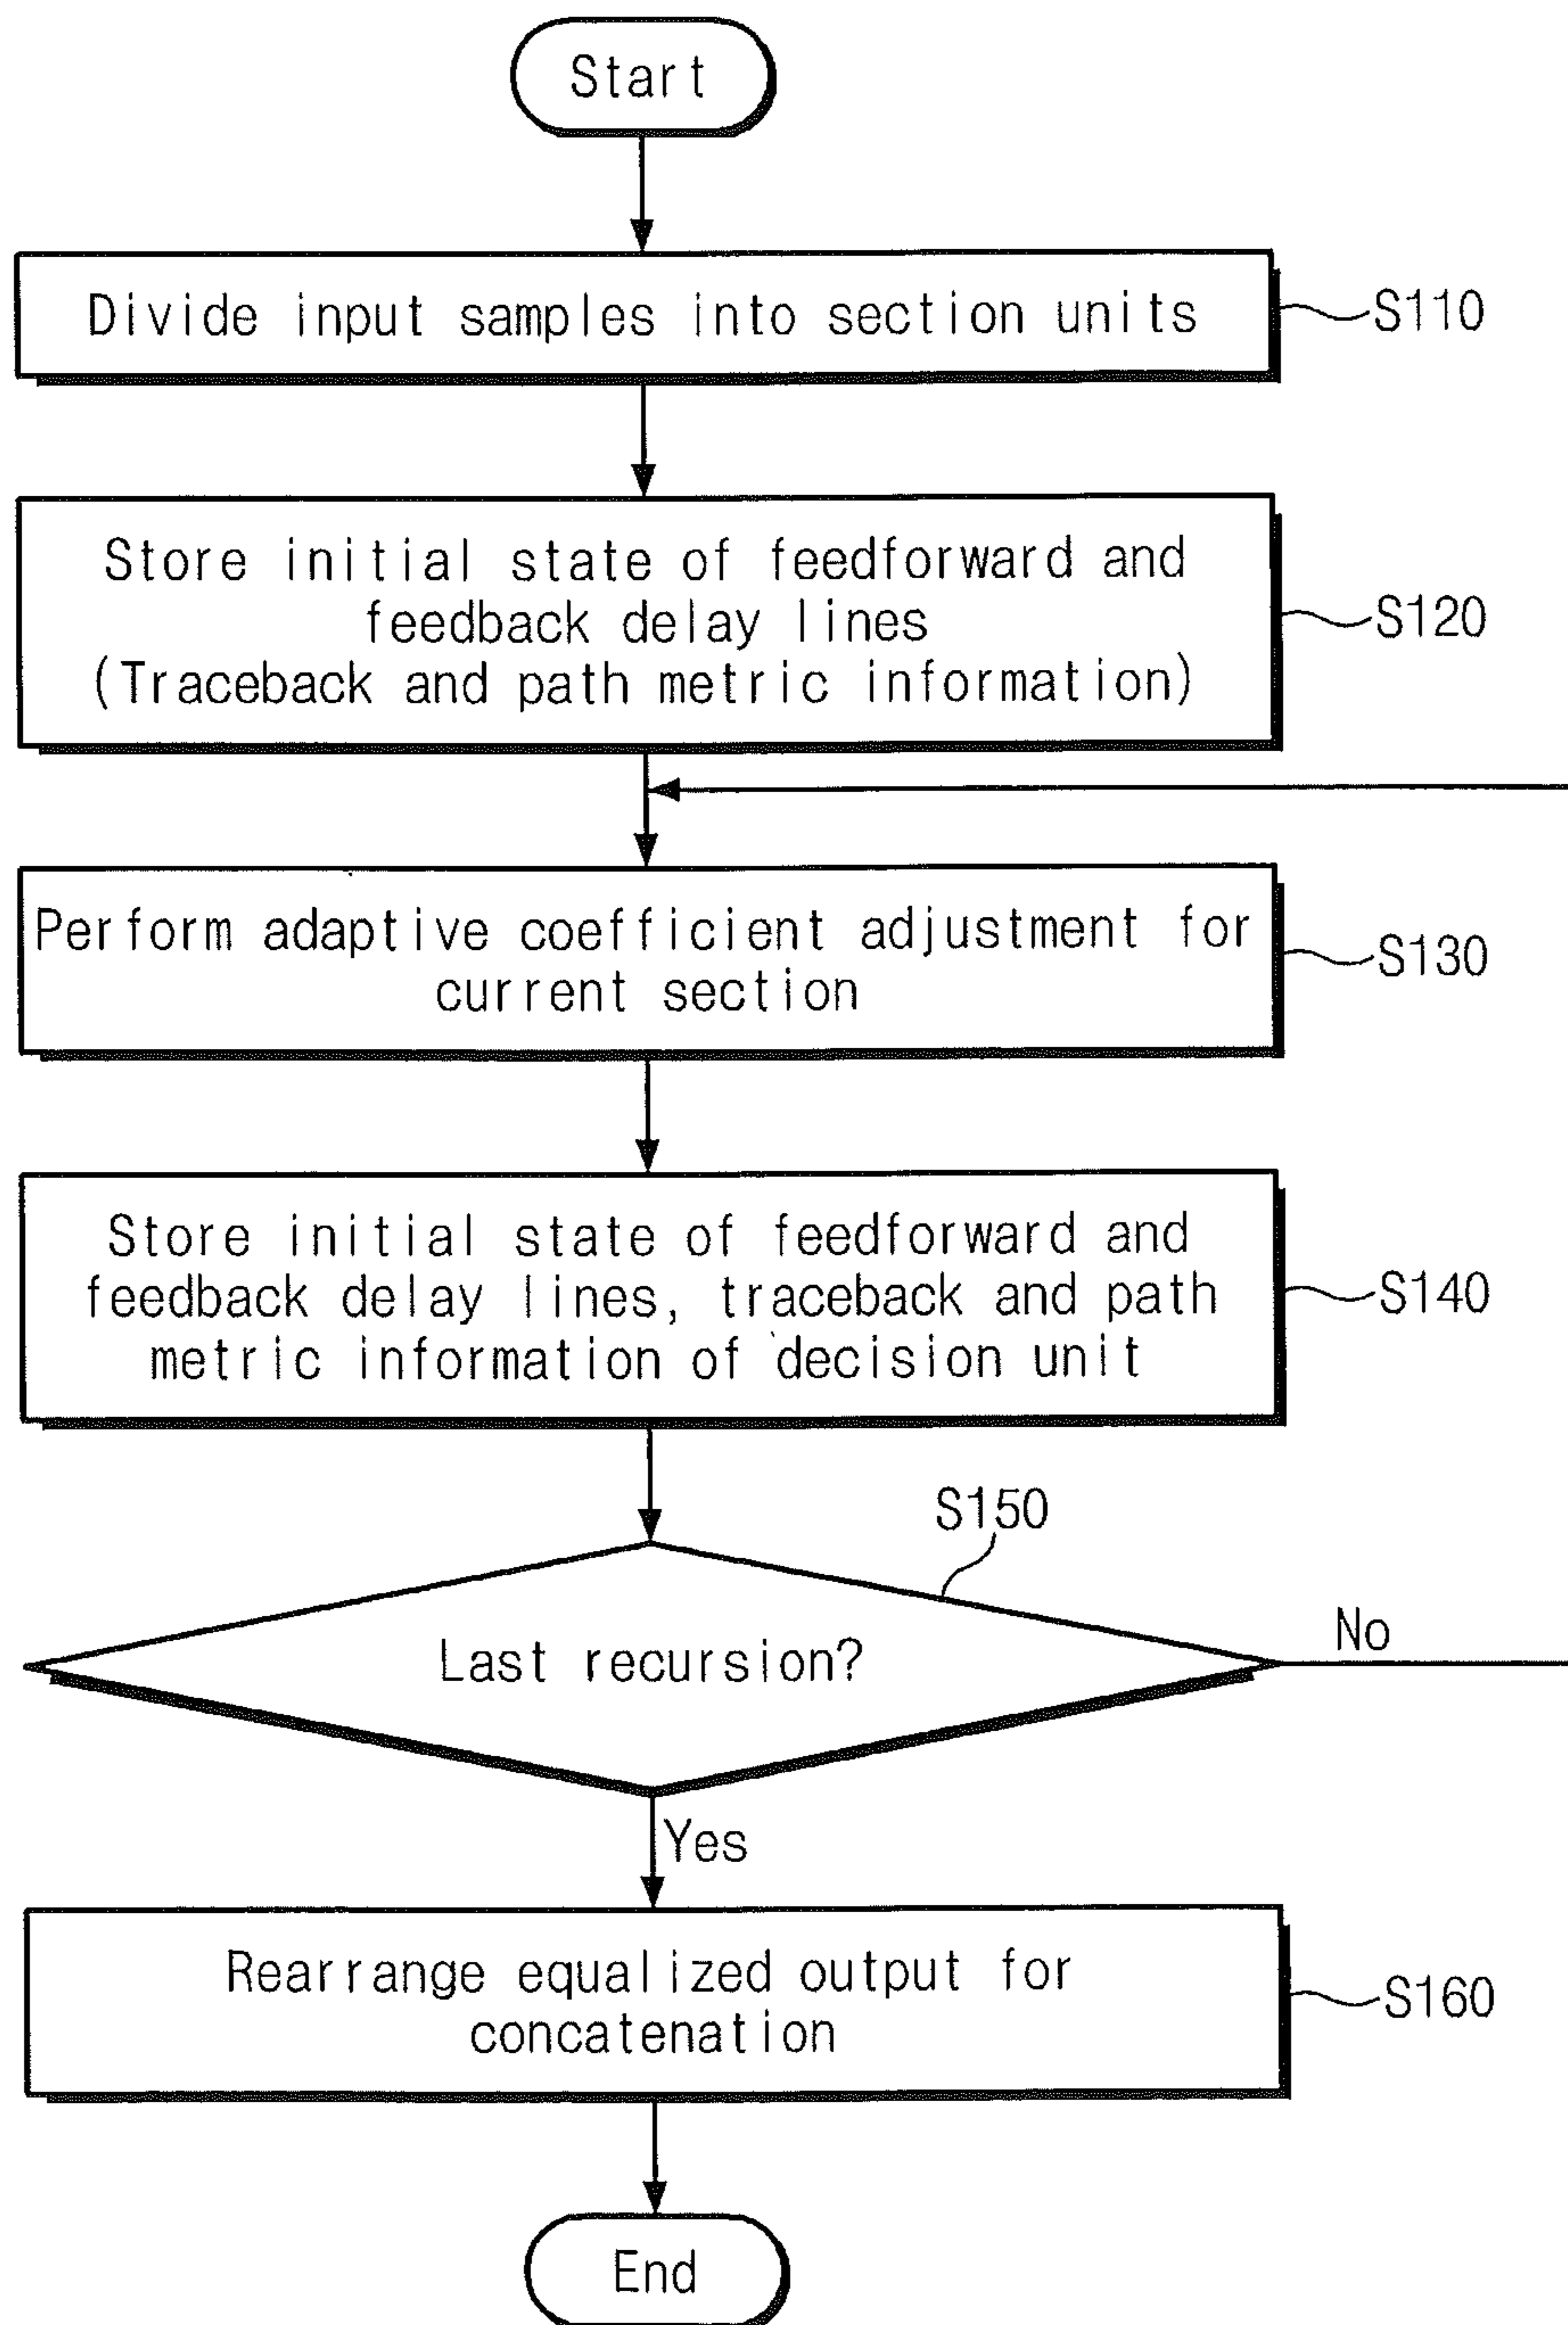 Start
Divide input samples into section units
S110
Store initial state of feedforward and
feedback delay lines
(Traceback and path metric information)
S120
Perform adaptive coefficient adjustment for
current section
S130
Store initial state of feedforward and
feedback delay lines, traceback and path
metric information of decision unit
S140
S150
Last recursion?
No
Yes
Rearrange equalized output for
concatenation
S160
End